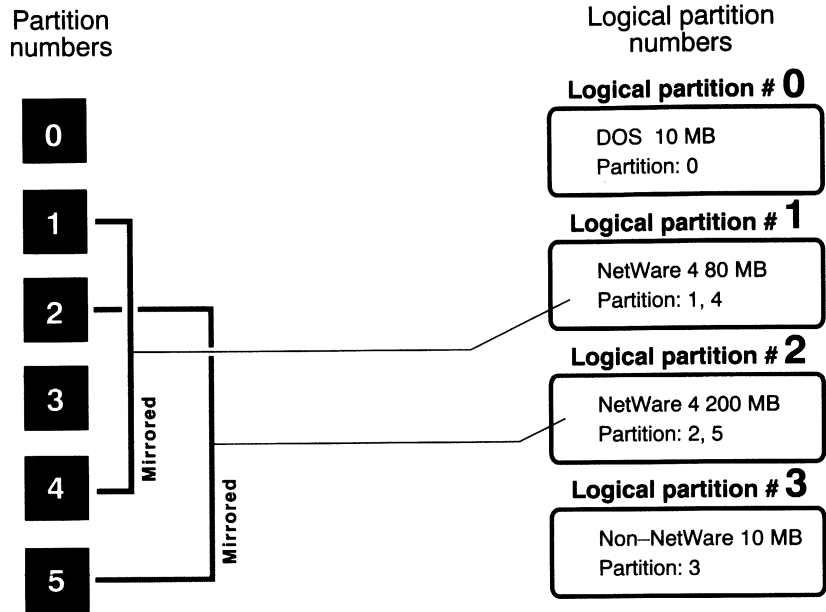 Partition
numbers
0
1
2
3
4
5
Mirrored
Mirrored
Logical partition
numbers
Logical partition # 0
DOS 10 MB
Partition: 0
Logical partition # 1
NetWare 4 80 MB
Partition: 1, 4
Logical partition # 2
NetWare 4 200 MB
Partition: 2, 5
Logical partition # 3
Non–NetWare 10 MB
Partition: 3